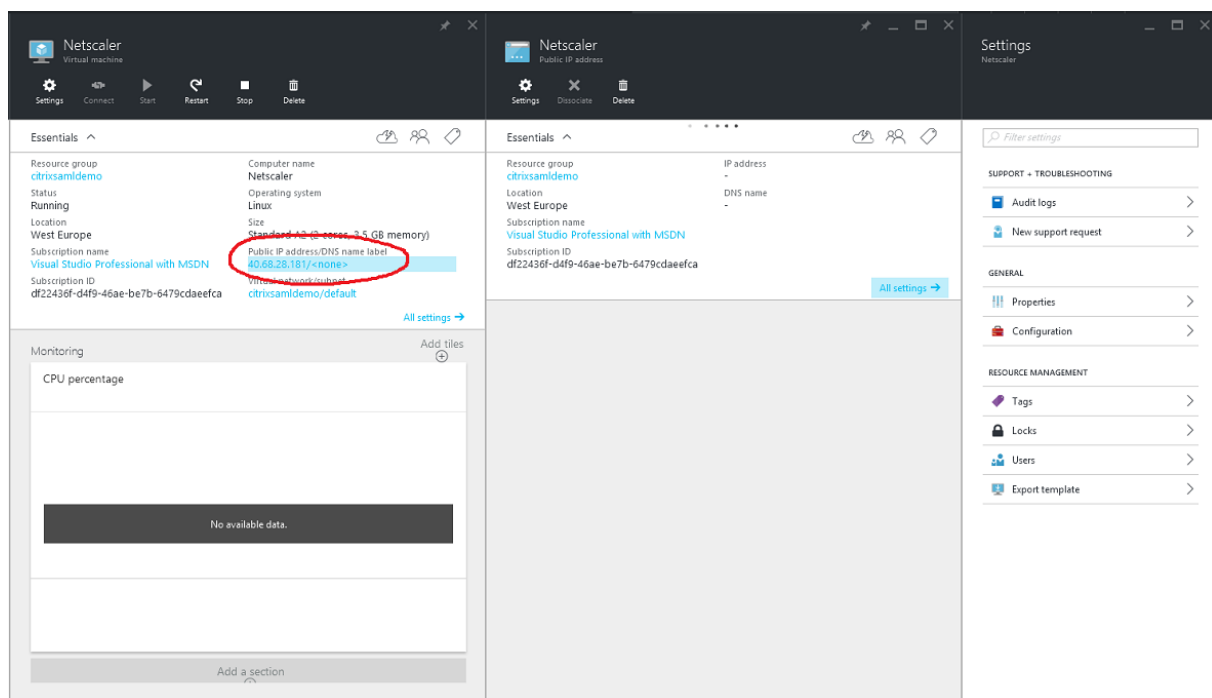 Netscaler
Virtual machine
Settings Connect Start Restart Stop Delete
Essentials
Resource group
citrixsamldemo
Status
Running
Location
West Europe
Subscription name
Visual Studio Professional with MSDN
Subscription ID
df22436f-d4f9-46ae-be7b-6479cdaeefca
Computer name
Netscaler
Operating system
Linux
Size
Standard A2 (2 cores, 3.5 GB memory)
Public IP address/DNS name label
40.68.28.181/<none>
Virtual network/subnet
citrixsamldemo/default
All settings →
Monitoring
Add tiles
CPU percentage
No available data.
Add a section
Netscaler
Public IP address
Settings Dissociate Delete
Essentials
Resource group
citrixsamldemo
Location
West Europe
Subscription name
Visual Studio Professional with MSDN
Subscription ID
df22436f-d4f9-46ae-be7b-6479cdaeefca
IP address
-
DNS name
-
All settings →
Settings
Netscaler
Filter settings
SUPPORT + TROUBLESHOOTING
Audit logs
New support request
GENERAL
Properties
Configuration
RESOURCE MANAGEMENT
Tags
Locks
Users
Export template